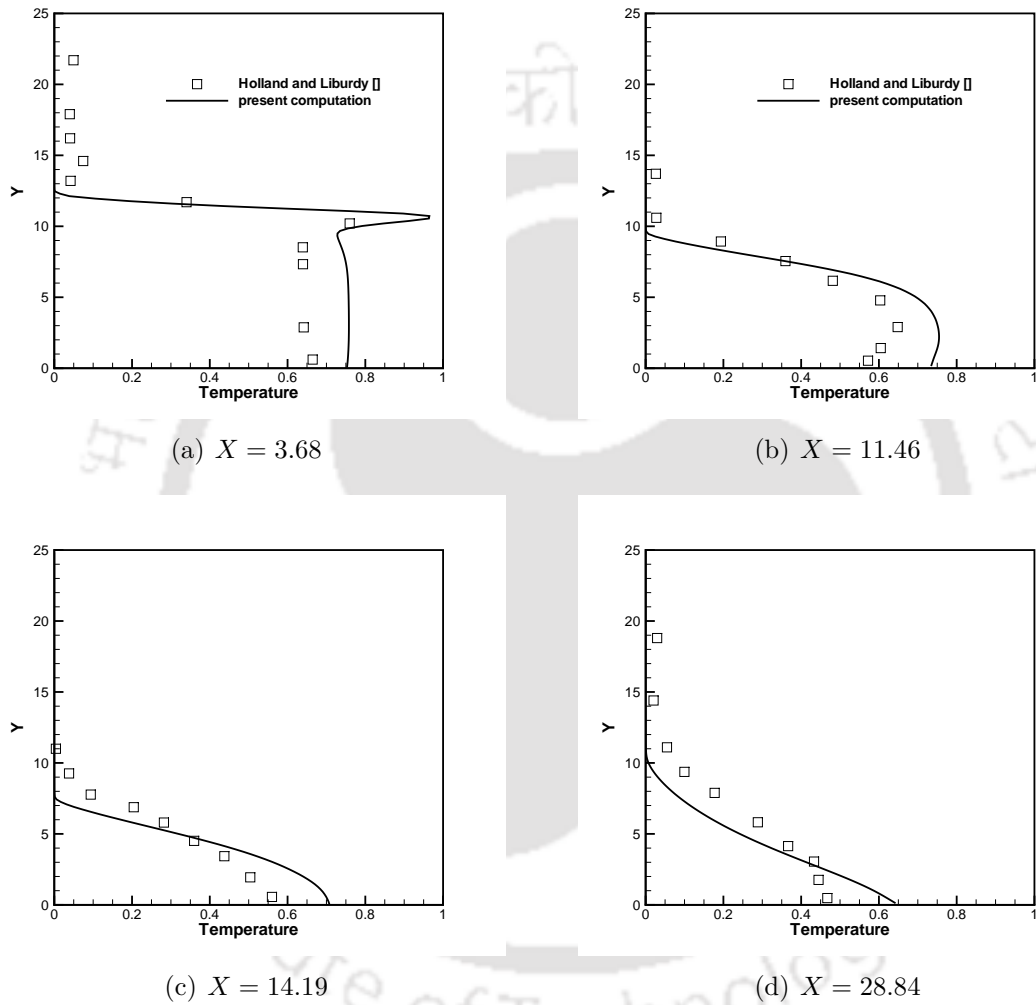 25
20
15
10
5
0
Y
Holland and Liburdy []
present computation
0 0.2 0.4 0.6 0.8 1
Temperature
(a) X = 3.68
25
20
15
10
5
0
Y
Holland and Liburdy []
present computation
0 0.2 0.4 0.6 0.8 1
Temperature
(b) X = 11.46
25
20
15
10
5
0
Y
0 0.2 0.4 0.6 0.8 1
Temperature
(c) X = 14.19
25
20
15
10
5
0
Y
0 0.2 0.4 0.6 0.8 1
Temperature
(d) X = 28.84